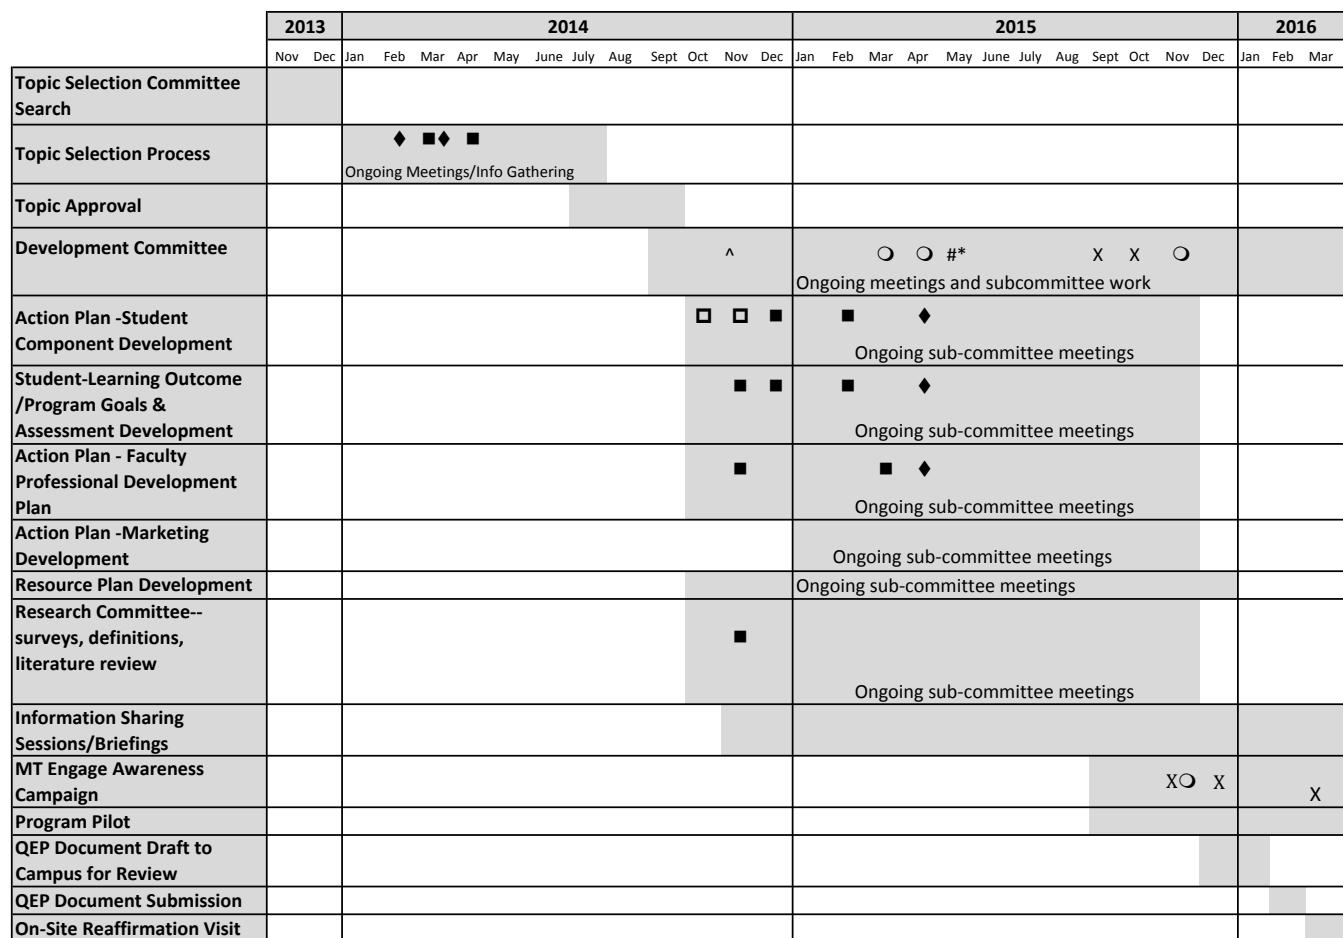 2013 2014 2015 2016
Nov Dec Jan Feb Mar Apr May June July Aug Sept Oct Nov Dec Jan Feb Mar Apr May June July Aug Sept Oct Nov Dec Jan Feb Mar
Topic Selection Committee
Search
Topic Selection Process
♦ ■♦ ■
Ongoing Meetings/Info Gathering
Topic Approval
Development Committee
^ ❍ ❍ #* X X ❍
Ongoing meetings and subcommittee work
Action Plan -Student
Component Development
❑ ❑ ■ ■ ♦
Ongoing sub-committee meetings
Student-Learning Outcome
/Program Goals &
Assessment Development
■ ■ ■ ♦
Ongoing sub-committee meetings
Action Plan - Faculty
Professional Development
Plan
■ ■ ♦
Ongoing sub-committee meetings
Action Plan -Marketing
Development
Ongoing sub-committee meetings
Resource Plan Development
Ongoing sub-committee meetings
Research Committee--
surveys, definitions,
literature review
■
Ongoing sub-committee meetings
Information Sharing
Sessions/Briefings
MT Engage Awareness
Campaign
X❍ X X
Program Pilot
QEP Document Draft to
Campus for Review
QEP Document Submission
On-Site Reaffirmation Visit